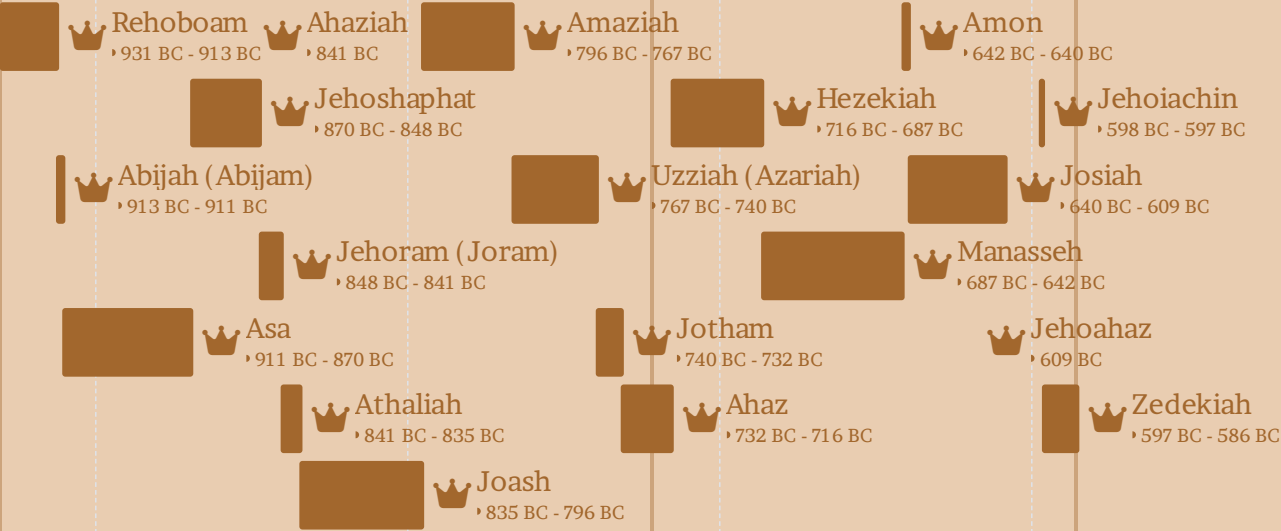 Rehoboam
931 BC - 913 BC
Ahaziah
841 BC
Amaziah
796 BC - 767 BC
Amon
642 BC - 640 BC
Jehoshaphat
870 BC - 848 BC
Hezekiah
716 BC - 687 BC
Jehoiachin
598 BC - 597 BC
Abijah (Abijam)
913 BC - 911 BC
Uzziah (Azariah)
767 BC - 740 BC
Josiah
640 BC - 609 BC
Jehoram (Joram)
848 BC - 841 BC
Manasseh
687 BC - 642 BC
Asa
911 BC - 870 BC
Jotham
740 BC - 732 BC
Jehoahaz
609 BC
Athaliah
841 BC - 835 BC
Ahaz
732 BC - 716 BC
Zedekiah
597 BC - 586 BC
Joash
835 BC - 796 BC